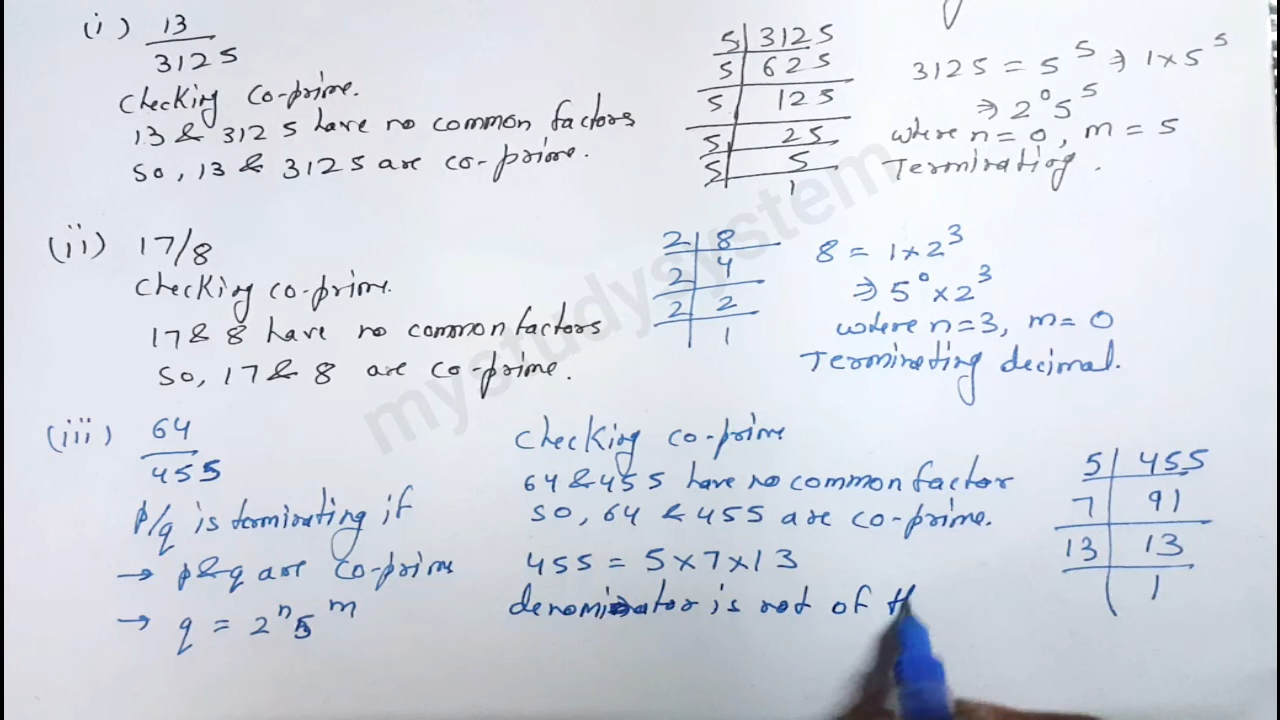 (i) 13/3125
Checking Co-prime.
13 & 3125 have no common factors
So, 13 & 3125 are co-prime.
5 | 3125
5 | 625
5 | 125
5 | 25
5 | 5
1
3125 = 5^5 ⇒ 1×5^5
⇒ 2^0 5^5
where n=0, m=5
Terminatig.
(ii) 17/8
Checking co-prime.
17 & 8 have no common factors
So, 17 & 8 are co-prime.
2 | 8
2 | 4
2 | 2
1
8 = 1×2^3
⇒ 5^0 × 2^3
where n=3, m=0
Terminating decimal.
(iii) 64/455
p/q is terminating if
→ p & q are co-prime
→ q = 2^n 5^m
Checking co-prime
64 & 455 have no common factor
So, 64 & 455 are co-prime.
455 = 5×7×13
denominator is not of
5 | 455
7 | 91
13 | 13
1
mystudysystem